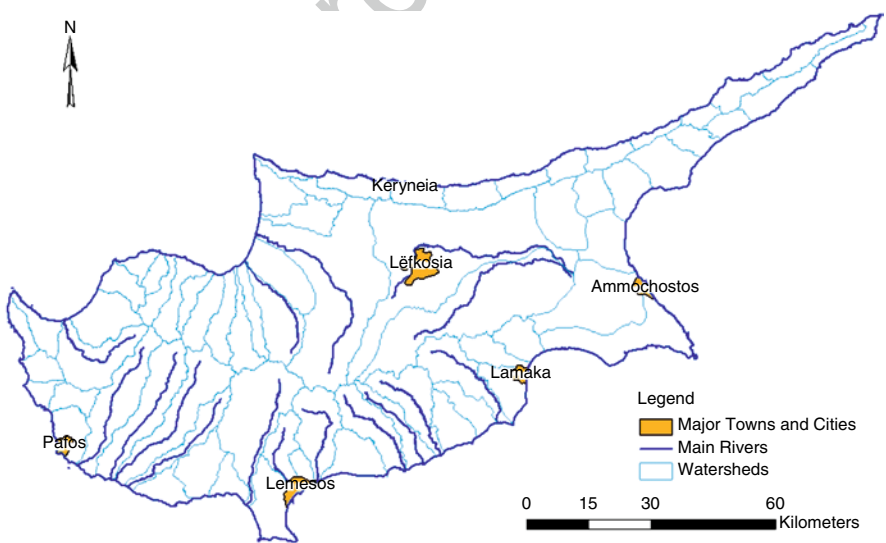 N
Keryneia
Lëfkosia
Ammochostos
Larnaka
Legend
Major Towns and Cities
Pafos
Main Rivers
Watersheds
Lemesos
0 15 30 60
Kilometers